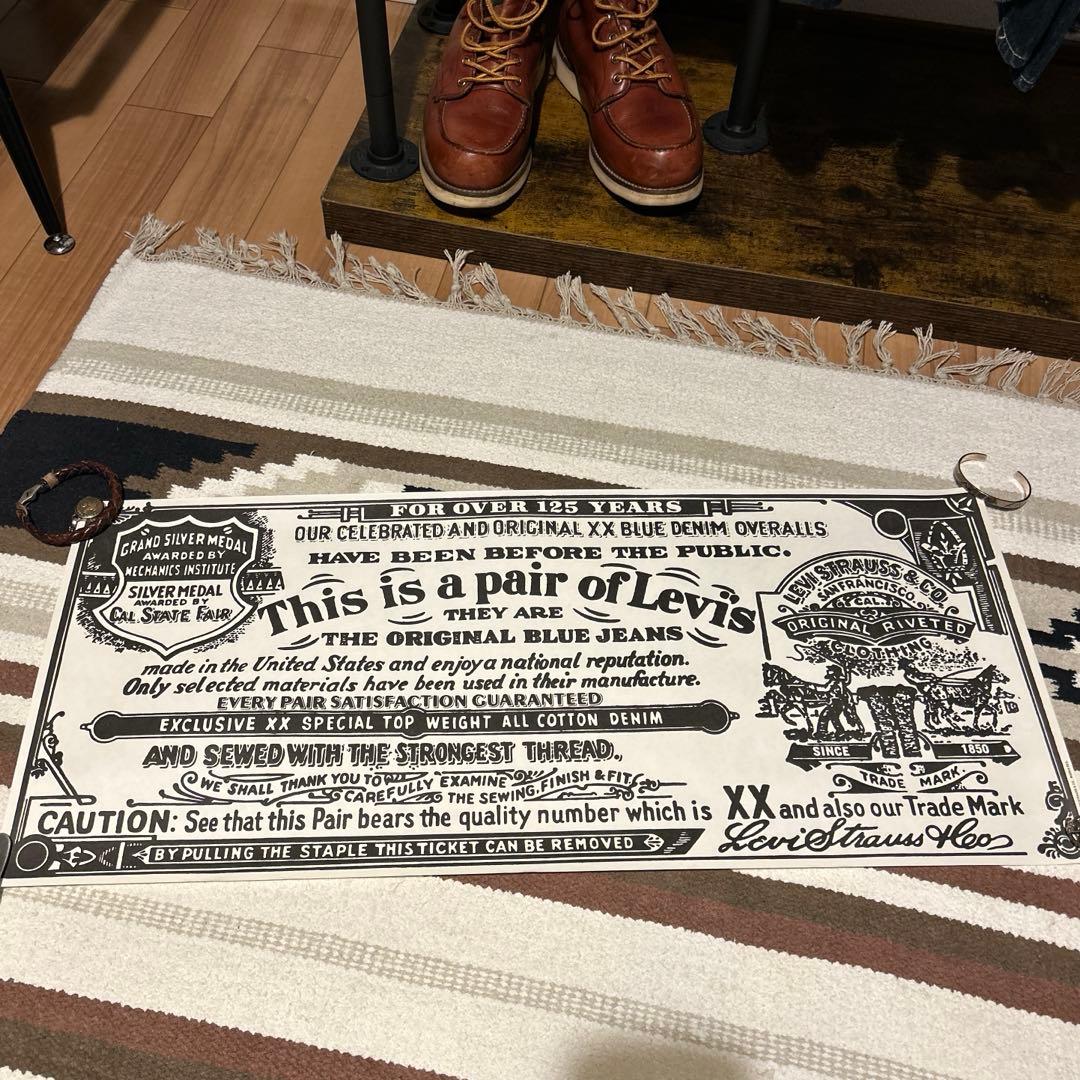 FOR OVER 125 YEARS
OUR CELEBRATED AND ORIGINAL XX BLUE DENIM OVERALLS
HAVE BEEN BEFORE THE PUBLIC.
This is a pair of Levi's
THEY ARE
THE ORIGINAL BLUE JEANS
made in the United States and enjoy a national reputation.
Only selected materials have been used in their manufacture.
EVERY PAIR SATISFACTION GUARANTEED
EXCLUSIVE XX SPECIAL TOP WEIGHT ALL COTTON DENIM
AND SEWED WITH THE STRONGEST THREAD.
WE SHALL THANK YOU TO CAREFULLY EXAMINE
THE SEWING, FINISH & FIT
GRAND SILVER MEDAL
AWARDED BY
MECHANICS INSTITUTE
SILVER MEDAL
AWARDED BY
CAL. STATE FAIR
LEVI STRAUSS & CO.
SAN FRANCISCO.
CAL.
ORIGINAL RIVETED
CLOTHING
SINCE 1850
TRADE MARK.
CAUTION: See that this Pair bears the quality number which is XX and also our Trade Mark
Levi Strauss & Co
BY PULLING THE STAPLE THIS TICKET CAN BE REMOVED